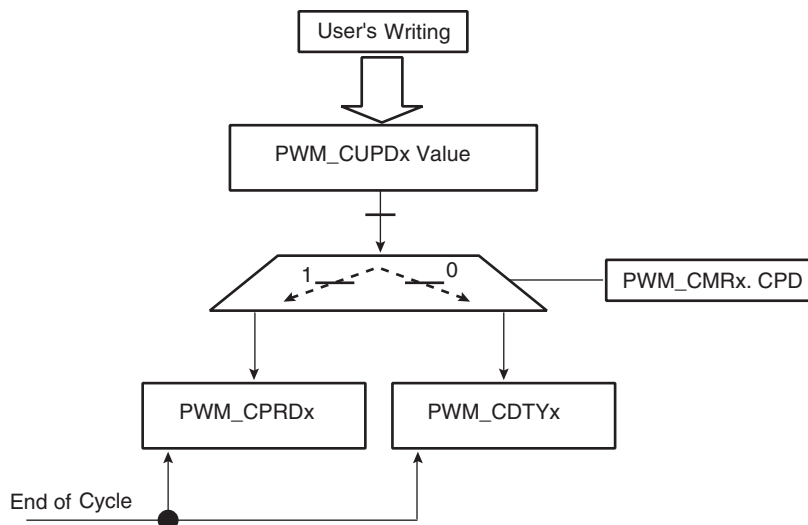 User's Writing
PWM_CUPDx Value
1
0
PWM_CMRx. CPD
PWM_CPRDx
PWM_CDTYx
End of Cycle